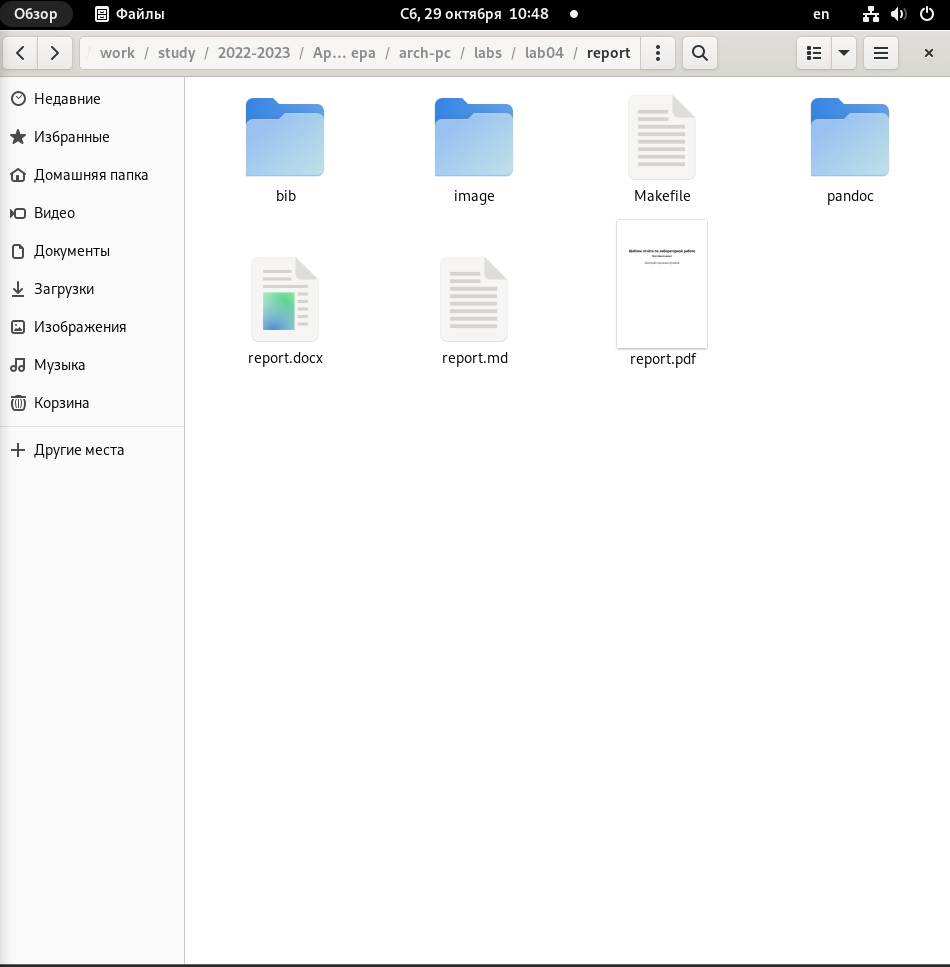 Обзор Файлы Сб, 29 октября 10:48 en
work / study / 2022-2023 / Ар… ера / arch-pc / labs / lab04 / report
Недавние
Избранные
Домашняя папка
Видео
Документы
Загрузки
Изображения
Музыка
Корзина
Другие места
bib image Makefile pandoc
Шаблон отчёта по лабораторной работе
report.docx report.md report.pdf